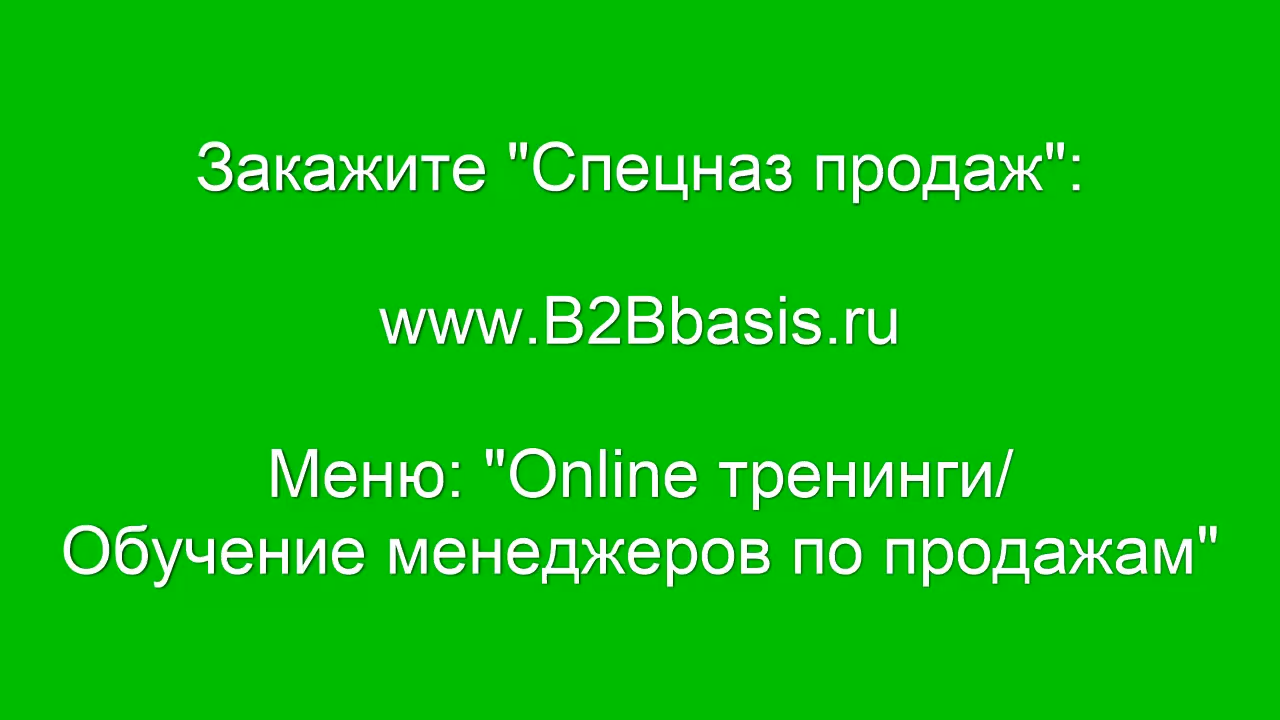 Закажите "Спецназ продаж":
www.B2Bbasis.ru
Меню: "Online тренинги/
Обучение менеджеров по продажам"